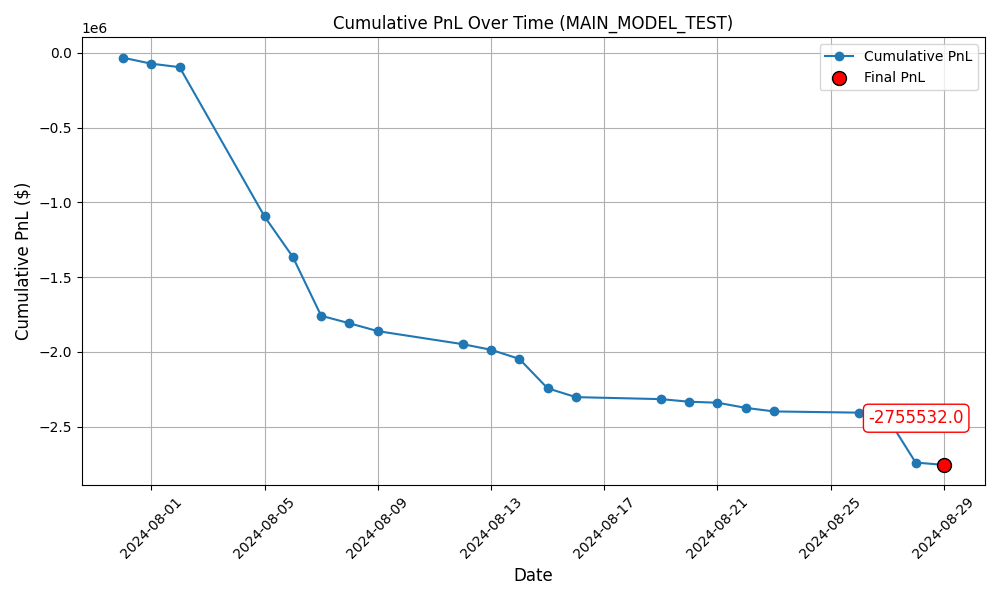 Cumulative PnL Over Time (MAIN_MODEL_TEST)
1e6
Cumulative PnL
Final PnL
0.0
−0.5
−1.0
−1.5
−2.0
−2.5
Cumulative PnL ($)
-2755532.0
2024-08-01
2024-08-05
2024-08-09
2024-08-13
2024-08-17
2024-08-21
2024-08-25
2024-08-29
Date